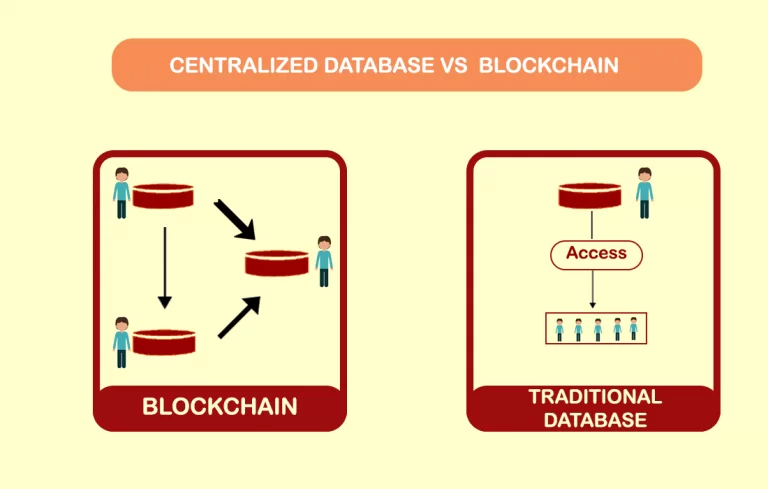 CENTRALIZED DATABASE VS BLOCKCHAIN
BLOCKCHAIN
Access
TRADITIONAL
DATABASE